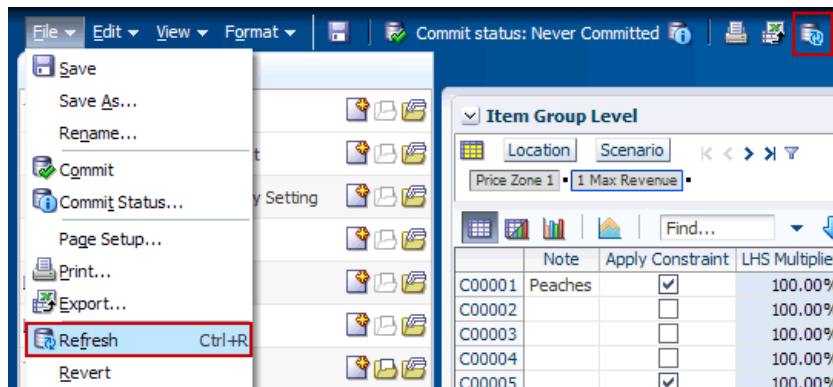 File Edit View Format Commit status: Never Committed
Save
Save As...
Rename...
Commit
Commit Status...
Page Setup...
Print...
Export...
Refresh Ctrl+R
Revert
t
y Setting
Item Group Level
Location Scenario
Price Zone 1 1 Max Revenue
Find...
Note Apply Constraint LHS Multiplie
C00001 Peaches 100.00%
C00002 100.00%
C00003 100.00%
C00004 100.00%
C00005 100.00%